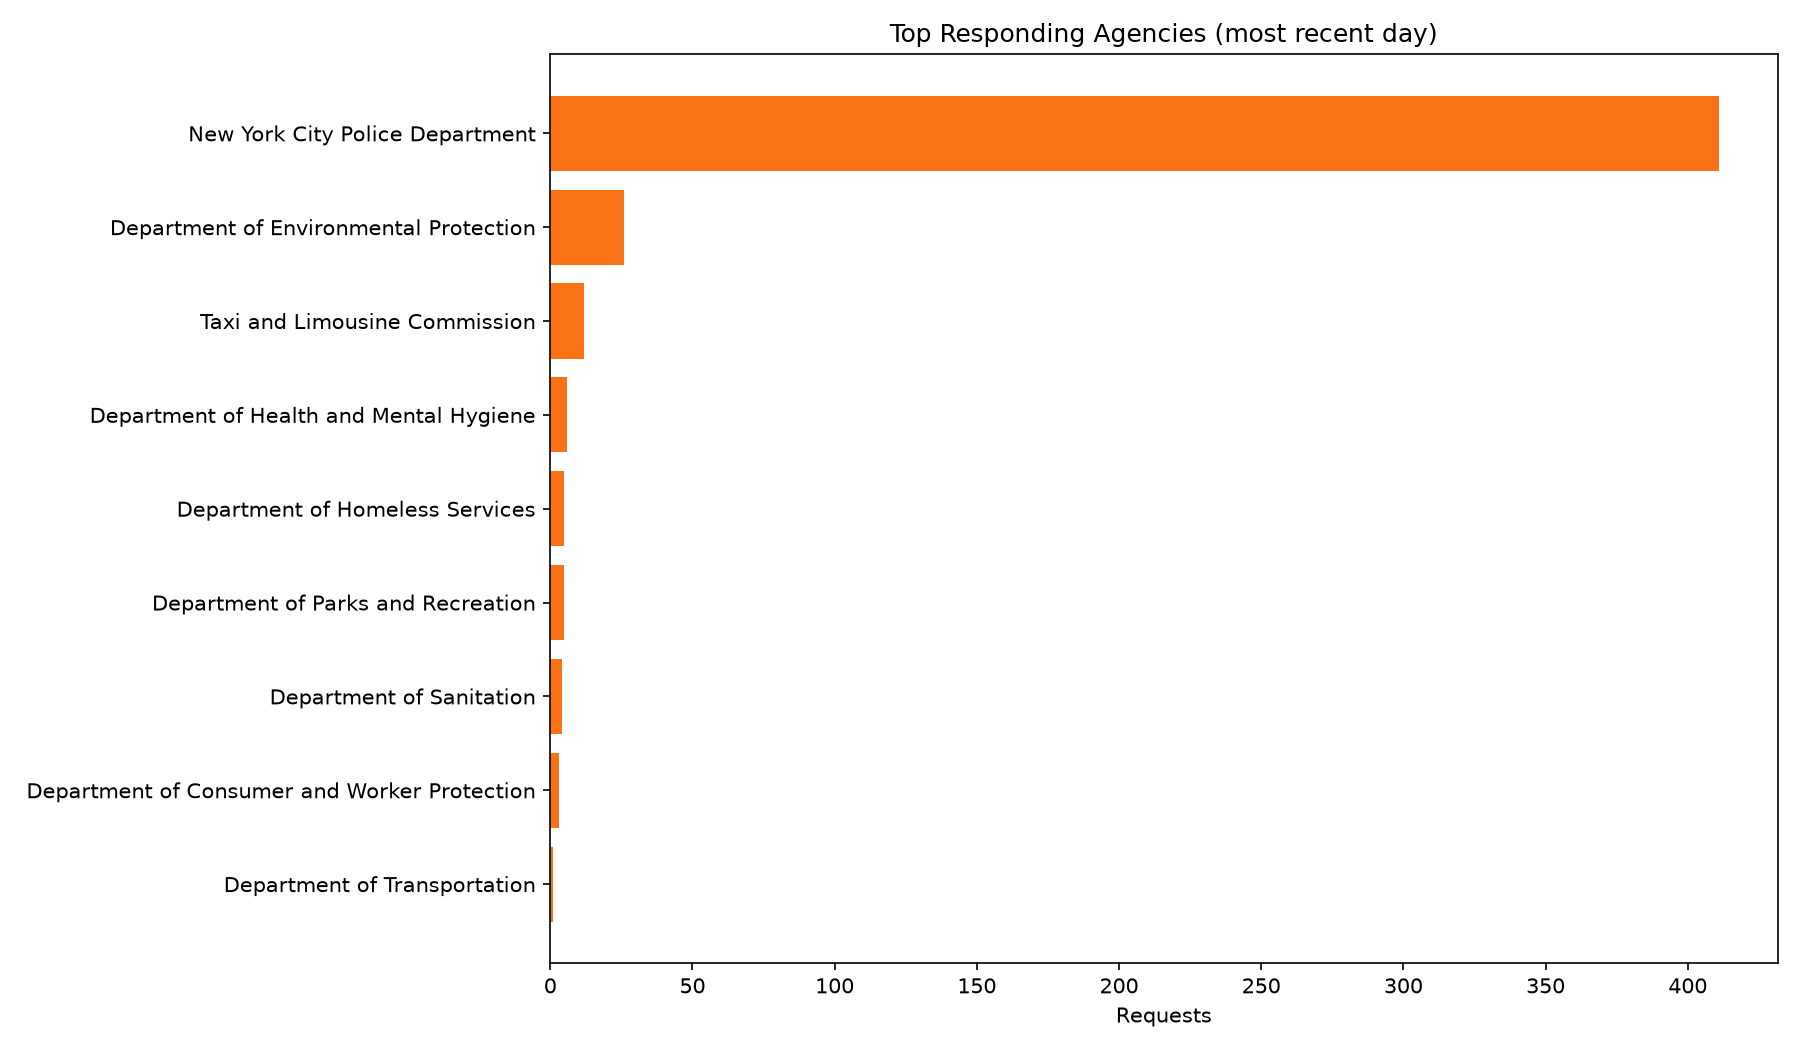 Top Responding Agencies (most recent day)
New York City Police Department
Department of Environmental Protection
Taxi and Limousine Commission
Department of Health and Mental Hygiene
Department of Homeless Services
Department of Parks and Recreation
Department of Sanitation
Department of Consumer and Worker Protection
Department of Transportation
0 50 100 150 200 250 300 350 400
Requests